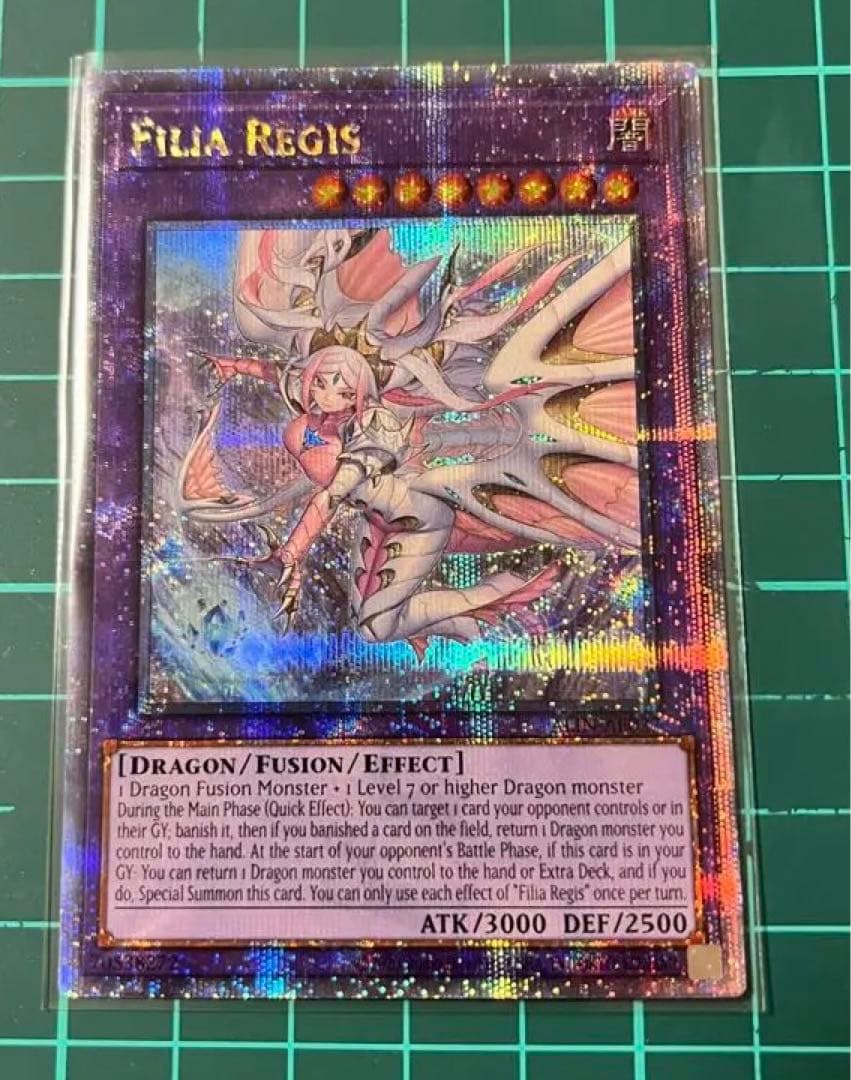 Filia Regis
闇
[Dragon/Fusion/Effect]
1 Dragon Fusion Monster + 1 Level 7 or higher Dragon monster
During the Main Phase (Quick Effect): You can target 1 card your opponent controls or in
their GY; banish it, then if you banished a card on the field, return 1 Dragon monster you
control to the hand. At the start of your opponent's Battle Phase, if this card is in your
GY: You can return 1 Dragon monster you control to the hand or Extra Deck, and if you
do, Special Summon this card. You can only use each effect of "Filia Regis" once per turn.
ATK/3000 DEF/2500